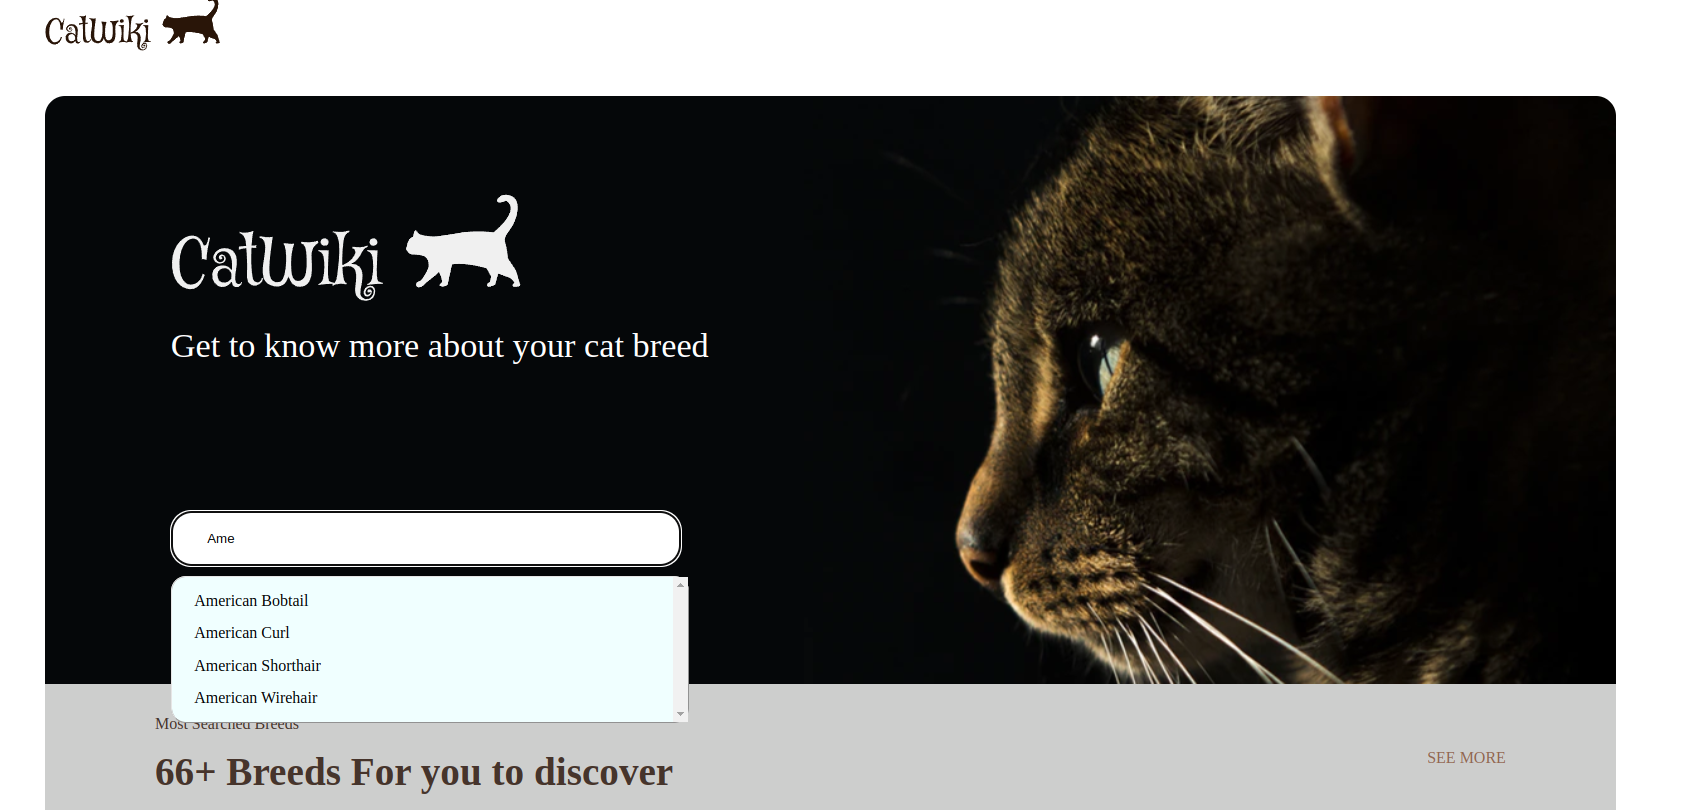 CatWiki
CatWiki
Get to know more about your cat breed
Ame
American Bobtail
American Curl
American Shorthair
American Wirehair
Most Searched Breeds
66+ Breeds For you to discover
SEE MORE